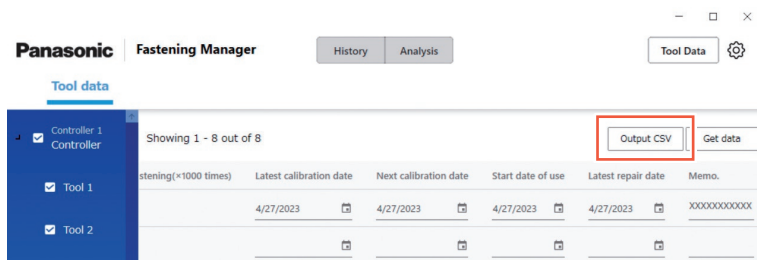 Panasonic
Fastening Manager
History
Analysis
Tool Data
Tool data
Controller 1
Controller
Tool 1
Tool 2
Showing 1 - 8 out of 8
Output CSV
Get data
stening(×1000 times) Latest calibration date Next calibration date Start date of use Latest repair date Memo.
4/27/2023 4/27/2023 4/27/2023 4/27/2023 XXXXXXXXXXX